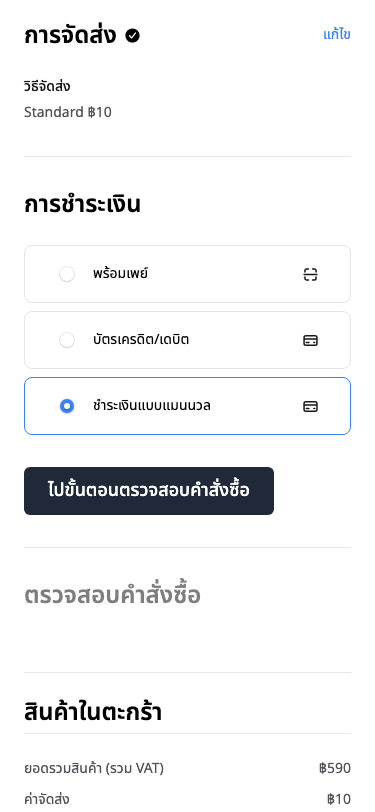 การจัดส่ง
แก้ไข
วิธีจัดส่ง
Standard ฿10
การชำระเงิน
พร้อมเพย์
บัตรเครดิต/เดบิต
ชำระเงินแบบแมนนวล
ไปขั้นตอนตรวจสอบคำสั่งซื้อ
ตรวจสอบคำสั่งซื้อ
สินค้าในตะกร้า
ยอดรวมสินค้า (รวม VAT) ฿590
ค่าจัดส่ง ฿10